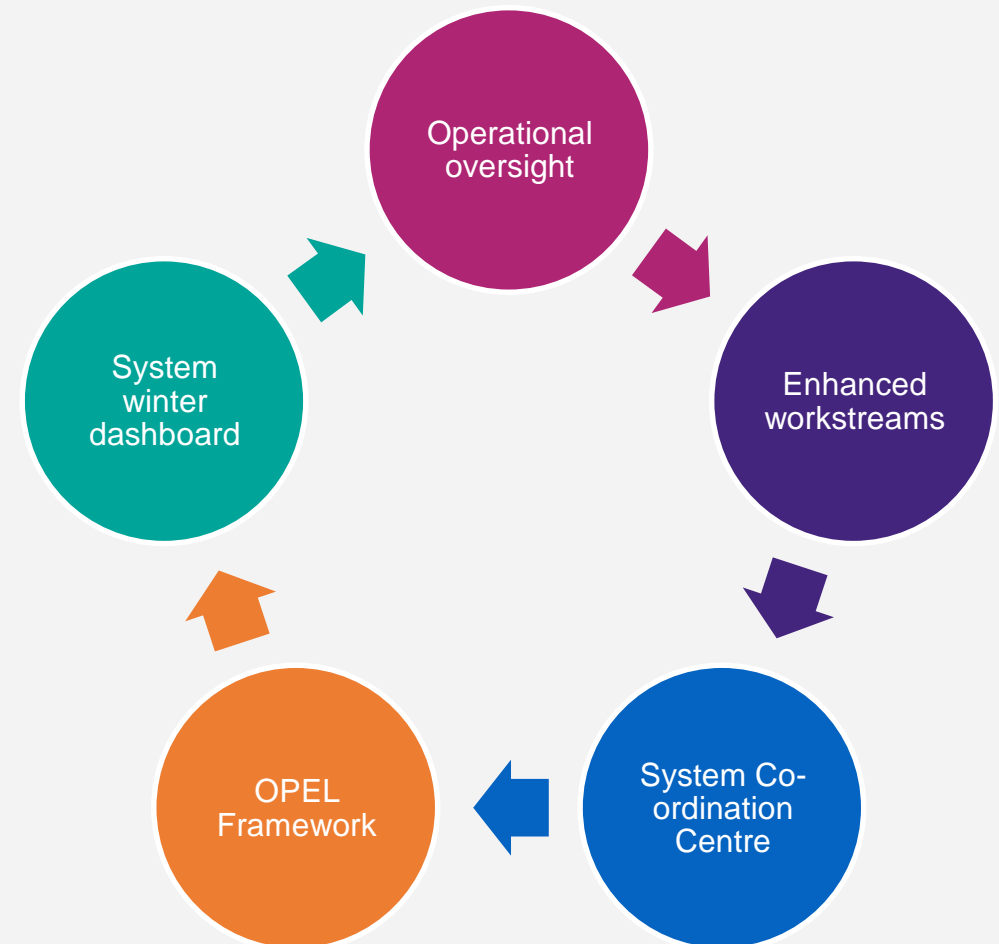 Operational
oversight
Enhanced
workstreams
System Co-
ordination
Centre
OPEL
Framework
System
winter
dashboard